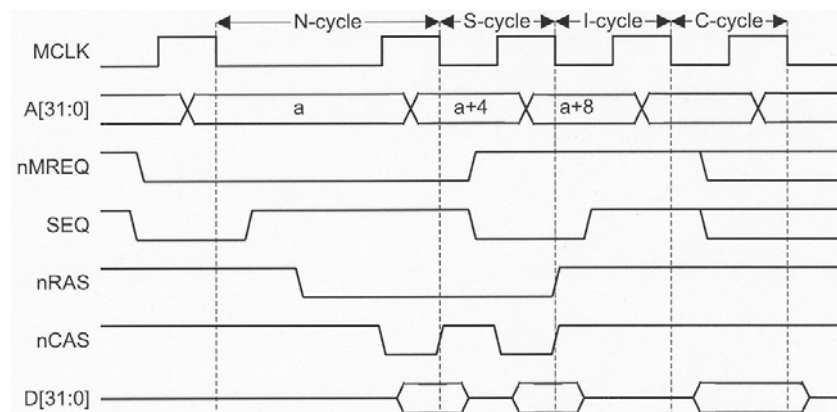 N-cycle S-cycle I-cycle C-cycle
MCLK
A[31:0] a a+4 a+8
nMREQ
SEQ
nRAS
nCAS
D[31:0]